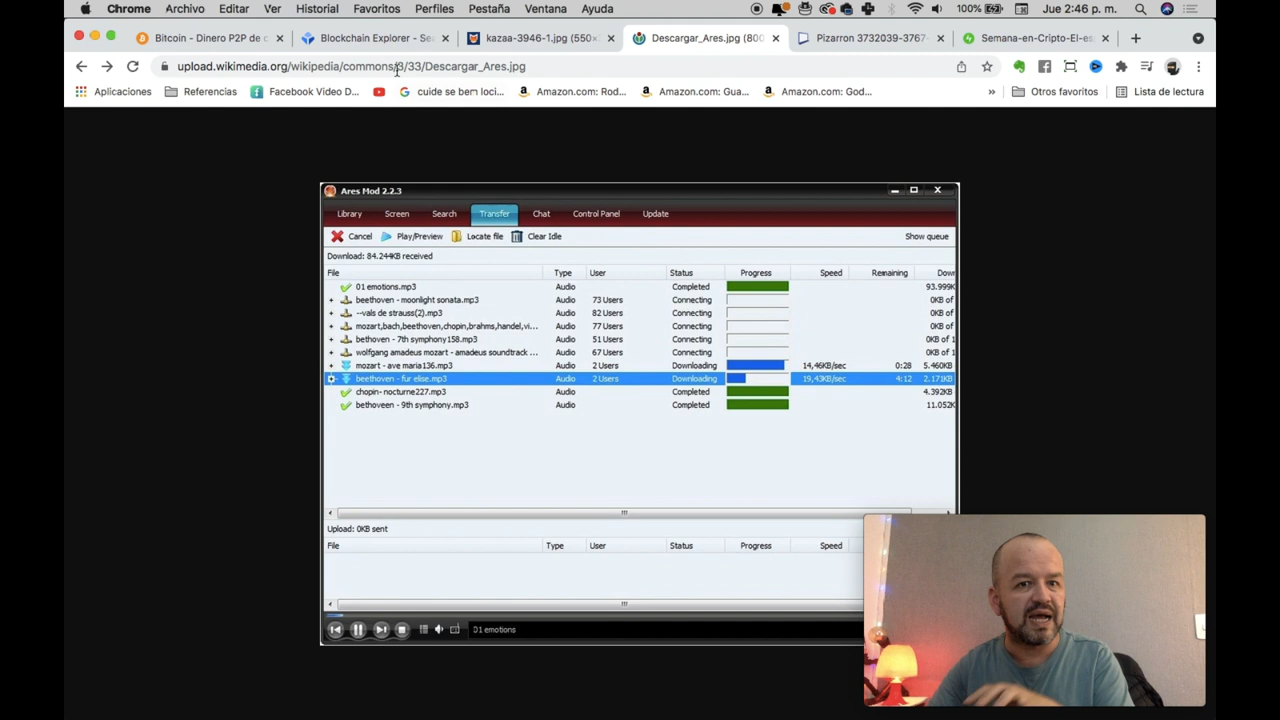 Chrome Archivo Editar Ver Historial Favoritos Perfiles Pestaña Ventana Ayuda 100% Jue 2:46 p. m.
Bitcoin - Dinero P2P de c Blockchain Explorer - Sea kazaa-3946-1.jpg (550× Descargar_Ares.jpg (800 Pizarron 3732039-3767- Semana-en-Cripto-El-es
upload.wikimedia.org/wikipedia/commons/3/33/Descargar_Ares.jpg
Aplicaciones Referencias Facebook Video D... cuide se bem loci... Amazon.com: Rod... Amazon.com: Gua... Amazon.com: God... » Otros favoritos Lista de lectura
Ares Mod 2.2.3
Library Screen Search Transfer Chat Control Panel Update
Cancel Play/Preview Locate file Clear Idle Show queue
Download: 84.244KB received
File Type User Status Progress Speed Remaining Down
01 emotions.mp3 Audio Completed 93.999K
beethoven - moonlight sonata.mp3 Audio 73 Users Connecting 0KB of
--vals de strauss(2).mp3 Audio 82 Users Connecting 0KB of
mozart,bach,beethoven,chopin,brahms,handel,vi... Audio 77 Users Connecting 0KB of
bethoven - 7th symphony158.mp3 Audio 51 Users Connecting 0KB of 1
wolfgang amadeus mozart - amadeus soundtrack ... Audio 67 Users Connecting 0KB of 1
mozart - ave maria136.mp3 Audio 2 Users Downloading 14,46KB/sec 0:28 5.460KB
beethoven - fur elise.mp3 Audio 2 Users Downloading 19,43KB/sec 4:12 2.171KB
chopin- nocturne227.mp3 Audio Completed 4.392KB
bethoveen - 9th symphony.mp3 Audio Completed 11.052K
Upload: 0KB sent
File Type User Status Progress Speed
01 emotions